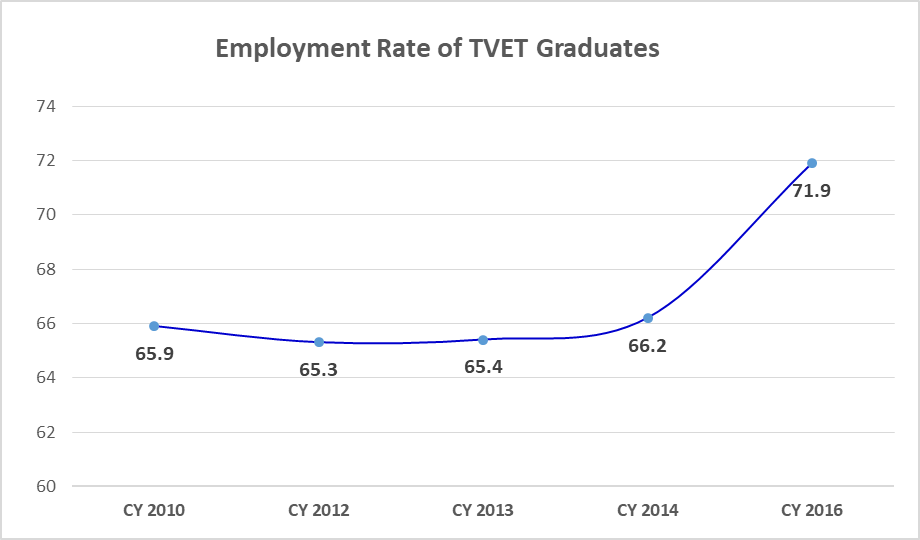 Employment Rate of TVET Graduates
74
72
70
68
66
64
62
60
65.9
65.3
65.4
66.2
71.9
CY 2010
CY 2012
CY 2013
CY 2014
CY 2016